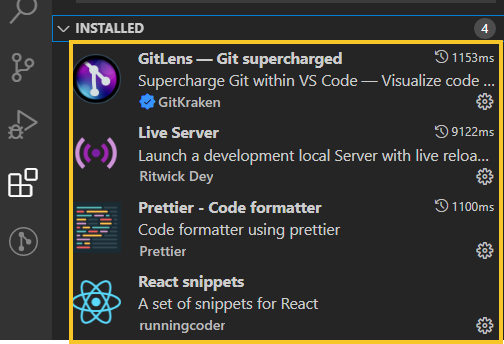 INSTALLED 4
GitLens — Git supercharged 1153ms
Supercharge Git within VS Code — Visualize code ...
GitKraken
Live Server 9122ms
Launch a development local Server with live reloa...
Ritwick Dey
Prettier - Code formatter 1100ms
Code formatter using prettier
Prettier
React snippets
A set of snippets for React
runningcoder